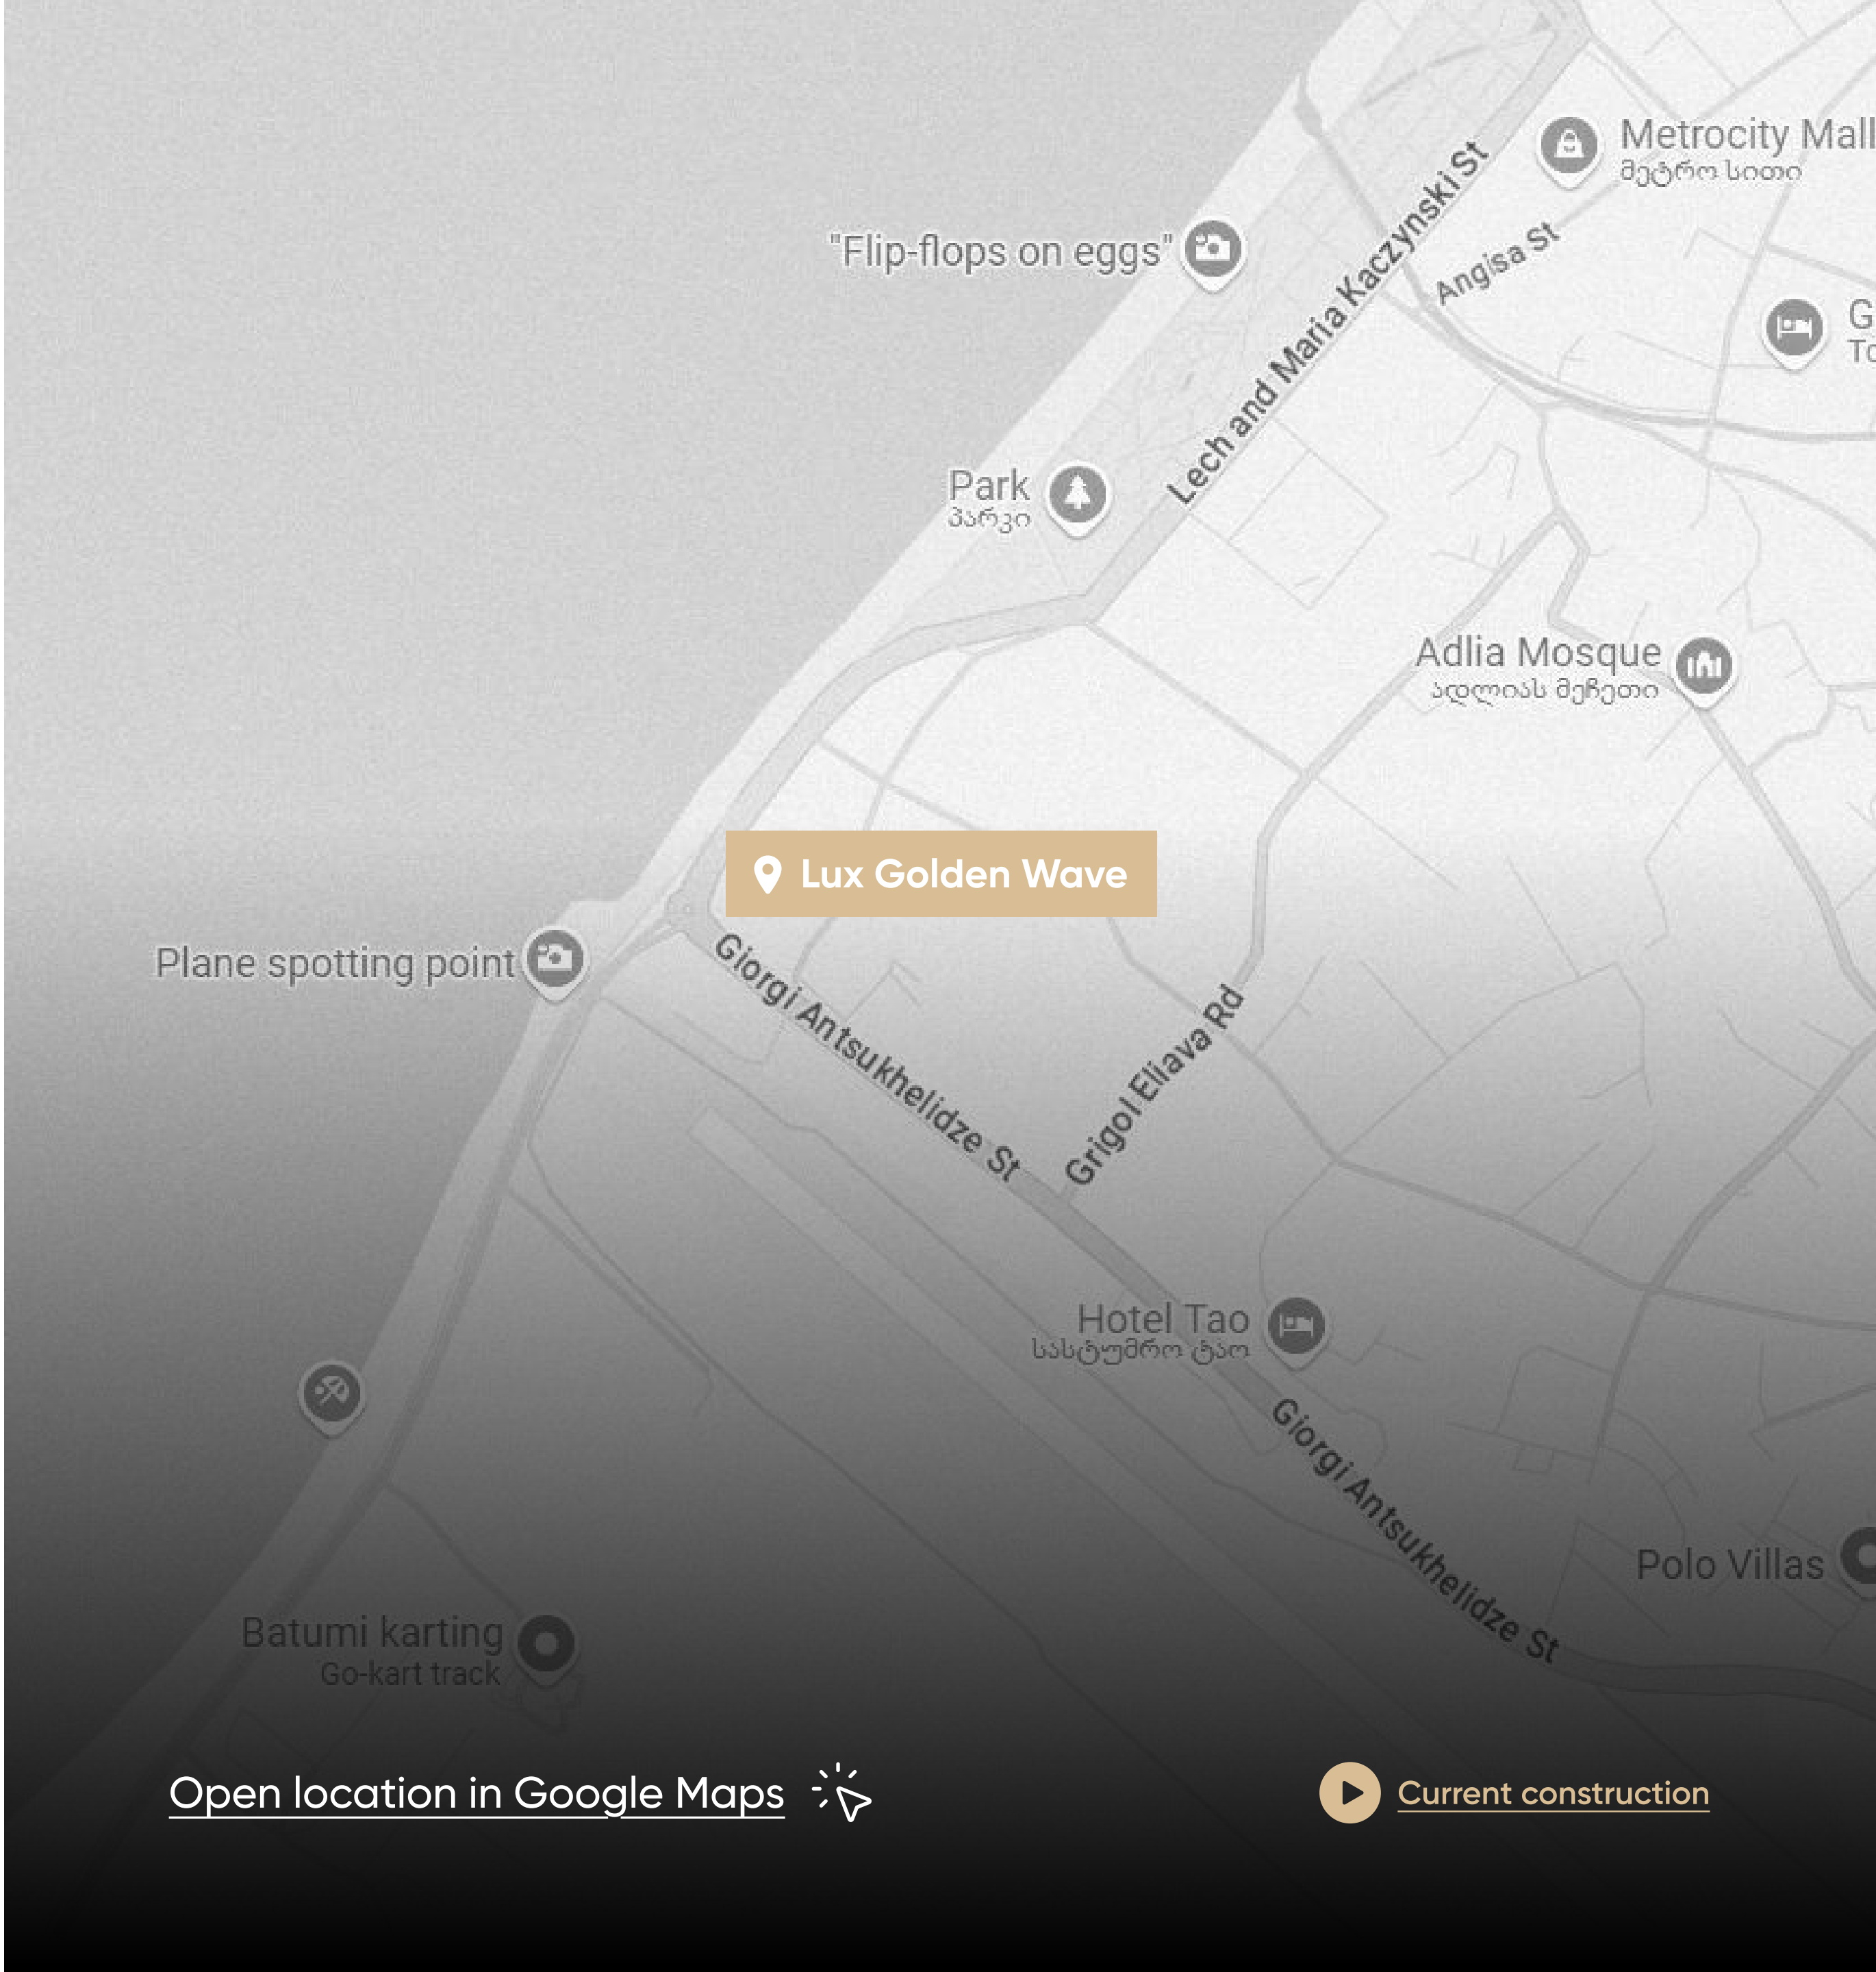 Metrocity Mall
მეტრო სითი
"Flip-flops on eggs"
Lech and Maria Kaczynski St
Angisa St
G
To
Park
პარკი
Adlia Mosque
ადლიას მეჩეთი
Lux Golden Wave
Plane spotting point
Giorgi Antsukhelidze St
Grigol Eliava Rd
Hotel Tao
სასტუმრო ტაო
Giorgi Antsukhelidze St
Polo Villas
Batumi karting
Go-kart track
Open location in Google Maps
Current construction